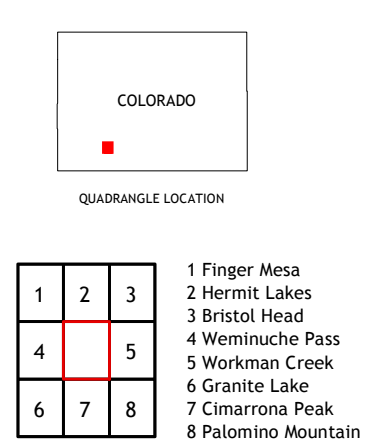 COLORADO
QUADRANGLE LOCATION
1 2 3
4 5
6 7 8
1 Finger Mesa
2 Hermit Lakes
3 Bristol Head
4 Weminuche Pass
5 Workman Creek
6 Granite Lake
7 Cimarrona Peak
8 Palomino Mountain